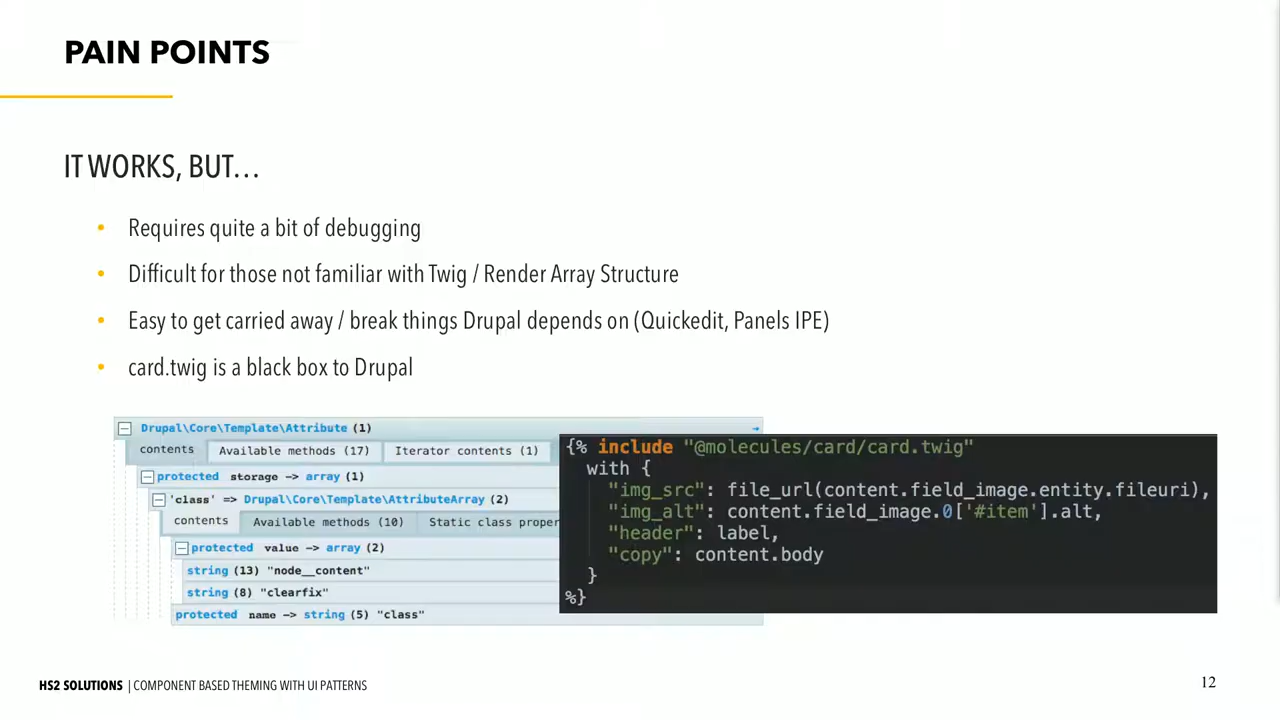 PAIN POINTS
IT WORKS, BUT…
• Requires quite a bit of debugging
• Difficult for those not familiar with Twig / Render Array Structure
• Easy to get carried away / break things Drupal depends on (Quickedit, Panels IPE)
• card.twig is a black box to Drupal
Drupal\Core\Template\Attribute (1)
contents Available methods (17) Iterator contents (1)
protected storage -> array (1)
'class' => Drupal\Core\Template\AttributeArray (2)
contents Available methods (10) Static class proper
protected value -> array (2)
string (13) "node__content"
string (8) "clearfix"
protected name -> string (5) "class"
{% include "@molecules/card/card.twig"
with {
"img_src": file_url(content.field_image.entity.fileuri),
"img_alt": content.field_image.0['#item'].alt,
"header": label,
"copy": content.body
}
%}
HS2 SOLUTIONS | COMPONENT BASED THEMING WITH UI PATTERNS
12